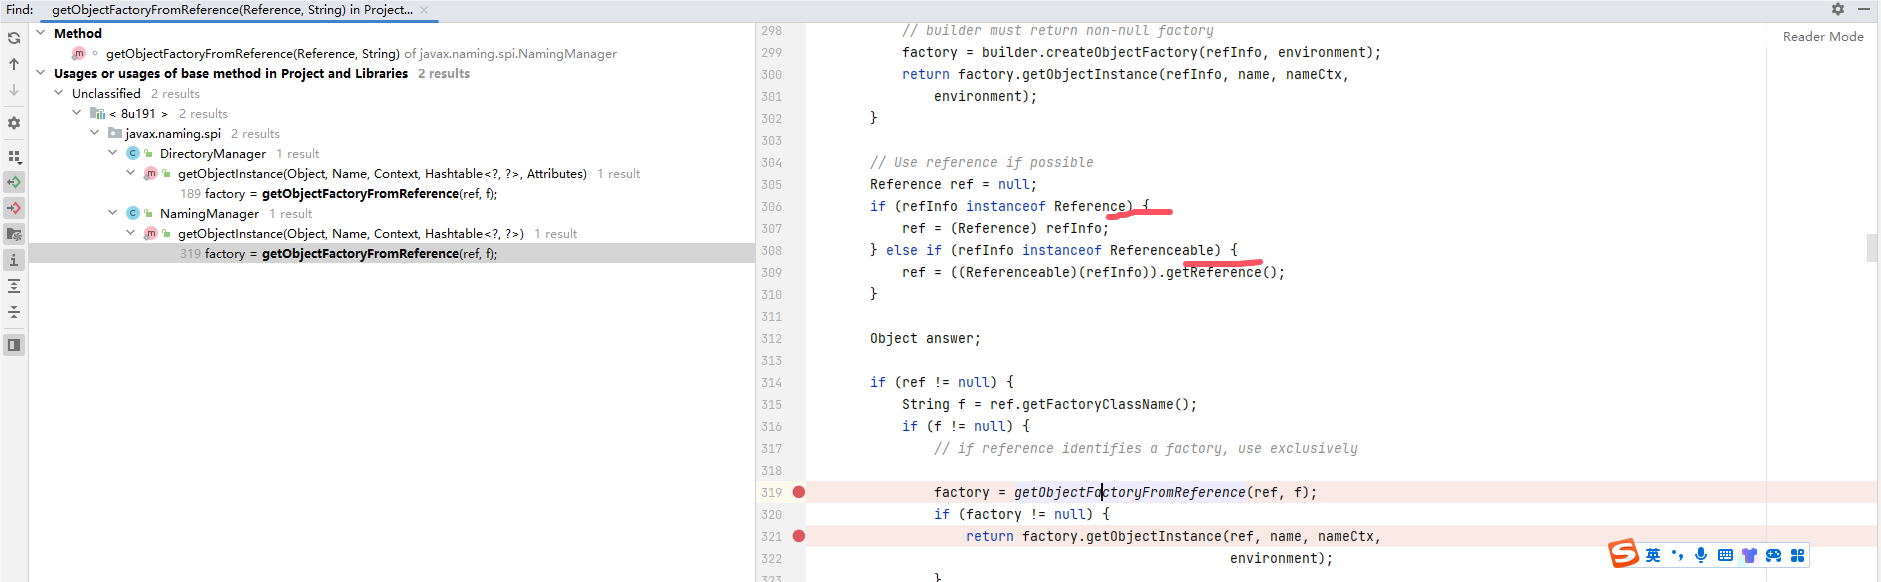 Find: getObjectFactoryFromReference(Reference, String) in Project... ×
Method
m getObjectFactoryFromReference(Reference, String) of javax.naming.spi.NamingManager
Usages or usages of base method in Project and Libraries 2 results
Unclassified 2 results
< 8u191 > 2 results
javax.naming.spi 2 results
C DirectoryManager 1 result
m getObjectInstance(Object, Name, Context, Hashtable<?, ?>, Attributes) 1 result
189 factory = getObjectFactoryFromReference(ref, f);
C NamingManager 1 result
m getObjectInstance(Object, Name, Context, Hashtable<?, ?>) 1 result
319 factory = getObjectFactoryFromReference(ref, f);
Reader Mode
298 // builder must return non-null factory
299 factory = builder.createObjectFactory(refInfo, environment);
300 return factory.getObjectInstance(refInfo, name, nameCtx,
301 environment);
302 }
303
304 // Use reference if possible
305 Reference ref = null;
306 if (refInfo instanceof Reference) {
307 ref = (Reference) refInfo;
308 } else if (refInfo instanceof Referenceable) {
309 ref = ((Referenceable)(refInfo)).getReference();
310 }
311
312 Object answer;
313
314 if (ref != null) {
315 String f = ref.getFactoryClassName();
316 if (f != null) {
317 // if reference identifies a factory, use exclusively
318
319 factory = getObjectFactoryFromReference(ref, f);
320 if (factory != null) {
321 return factory.getObjectInstance(ref, name, nameCtx,
322 environment);
323 }
S 英